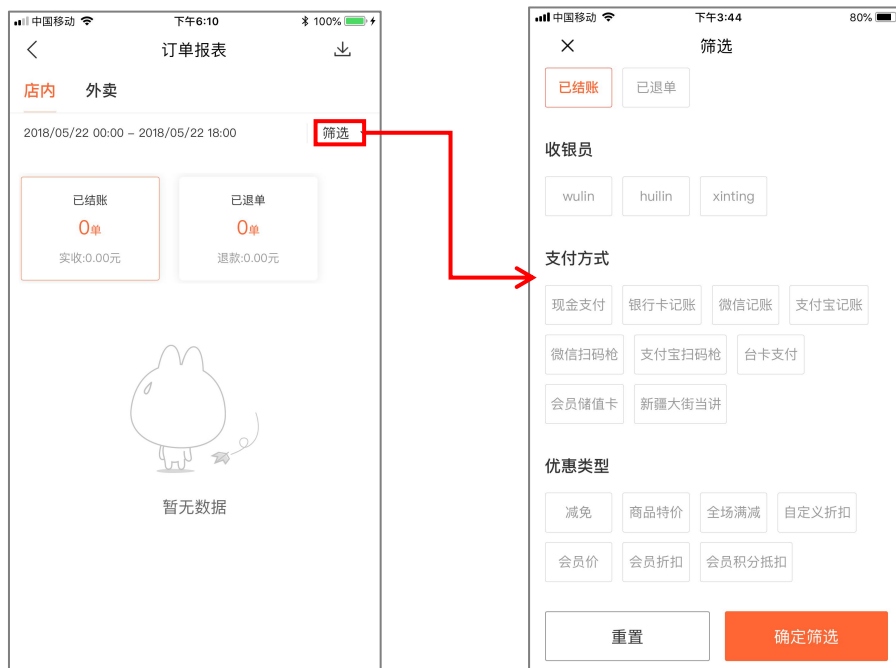 中国移动 下午6:10 100%
订单报表
店内 外卖
2018/05/22 00:00 – 2018/05/22 18:00 筛选
已结账 已退单
0单 0单
实收:0.00元 退款:0.00元
暂无数据
中国移动 下午3:44 80%
筛选
已结账 已退单
收银员
wulin huilin xinting
支付方式
现金支付 银行卡记账 微信记账 支付宝记账
微信扫码枪 支付宝扫码枪 台卡支付
会员储值卡 新疆大街当讲
优惠类型
减免 商品特价 全场满减 自定义折扣
会员价 会员折扣 会员积分抵扣
重置 确定筛选